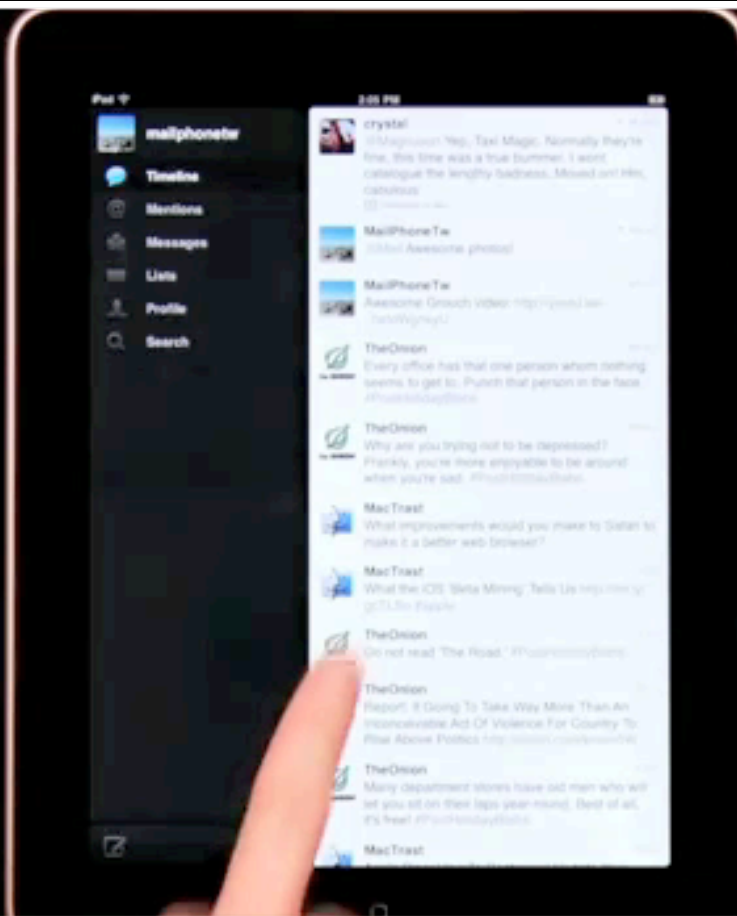 iPod
3:05 PM
mailphonetw
Timeline
Mentions
Messages
Lists
Profile
Search
crystal
Yep, Taxi Magic. Normally they're
fine, this time was a true bummer. I wont
catalogue the lengthy badness. Moved on! Hm,
MailPhoneTw
Awesome photos!
MailPhoneTw
Awesome Grouch video:
TheOnion
Every office has that one person whom nothing
seems to get to. Punch that person in the face.
#PostHolidayBlahs
TheOnion
Why are you trying not to be depressed?
Frankly, you're more enjoyable to be around
when you're sad. #PostHolidayBlahs
MacTrast
What improvements would you make to Safari to
make it a better web browser?
MacTrast
What the iOS 'Beta Mining' Tells Us
TheOnion
Do not read 'The Road.' #PostHolidayBlahs
TheOnion
Report: It Going To Take Way More Than An
Inconceivable Act Of Violence For Country To
Rise Above Politics
TheOnion
Many department stores have old men who will
let you sit on their laps year-round. Best of all,
it's free! #PostHolidayBlahs
MacTrast